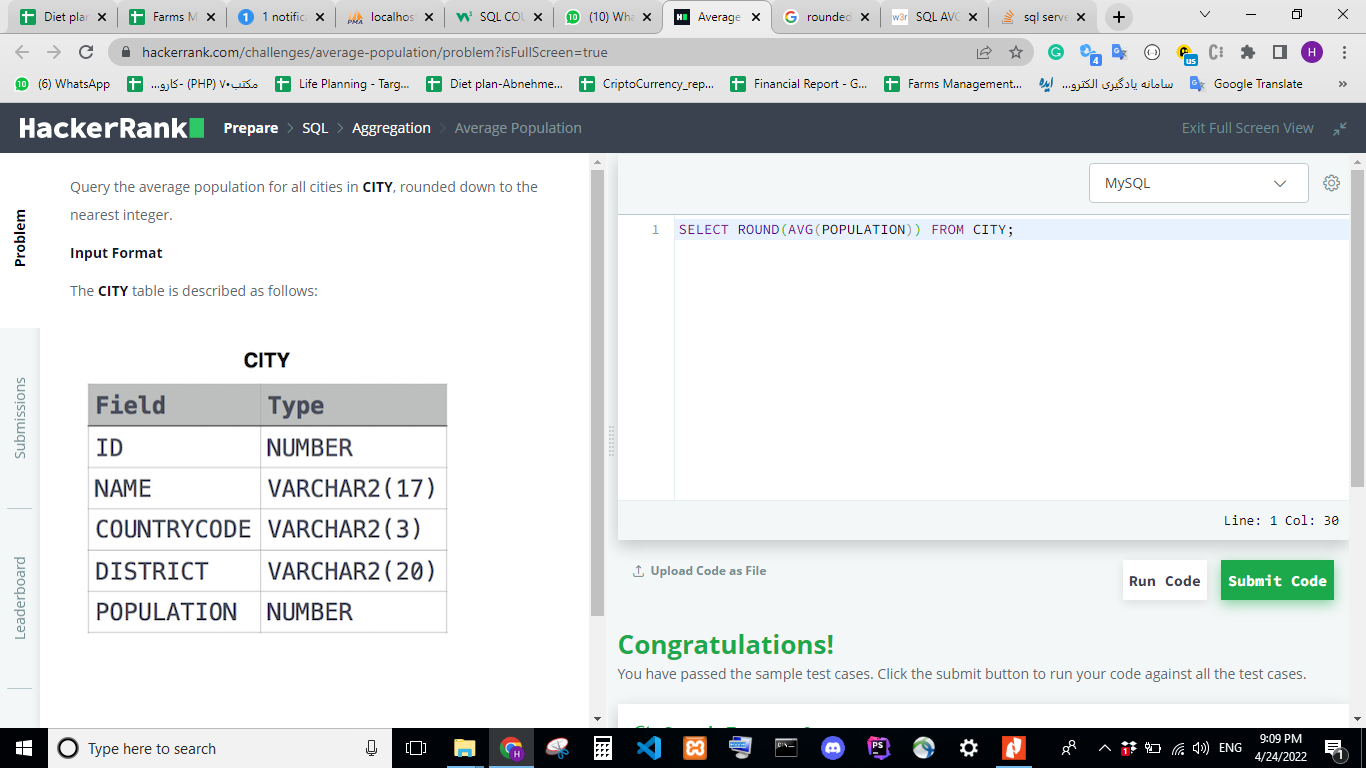 Diet plan
Farms M
1 notific
localhos
SQL COU
(10) Wha
Average
rounded
SQL AVG
sql serve
hackerrank.com/challenges/average-population/problem?isFullScreen=true
(6) WhatsApp
مکتب۷۰ (PHP) -کارو...
Life Planning - Targ...
Diet plan-Abnehme...
CriptoCurrency_rep...
Financial Report - G...
Farms Management...
سامانه یادگیری الکترو...
Google Translate
HackerRank
Prepare > SQL > Aggregation > Average Population
Exit Full Screen View
Problem
Submissions
Leaderboard
Query the average population for all cities in CITY, rounded down to the
nearest integer.
Input Format
The CITY table is described as follows:
CITY
Field Type
ID NUMBER
NAME VARCHAR2(17)
COUNTRYCODE VARCHAR2(3)
DISTRICT VARCHAR2(20)
POPULATION NUMBER
MySQL
1 SELECT ROUND(AVG(POPULATION)) FROM CITY;
Line: 1 Col: 30
Upload Code as File
Run Code
Submit Code
Congratulations!
You have passed the sample test cases. Click the submit button to run your code against all the test cases.
Type here to search
ENG
9:09 PM
4/24/2022